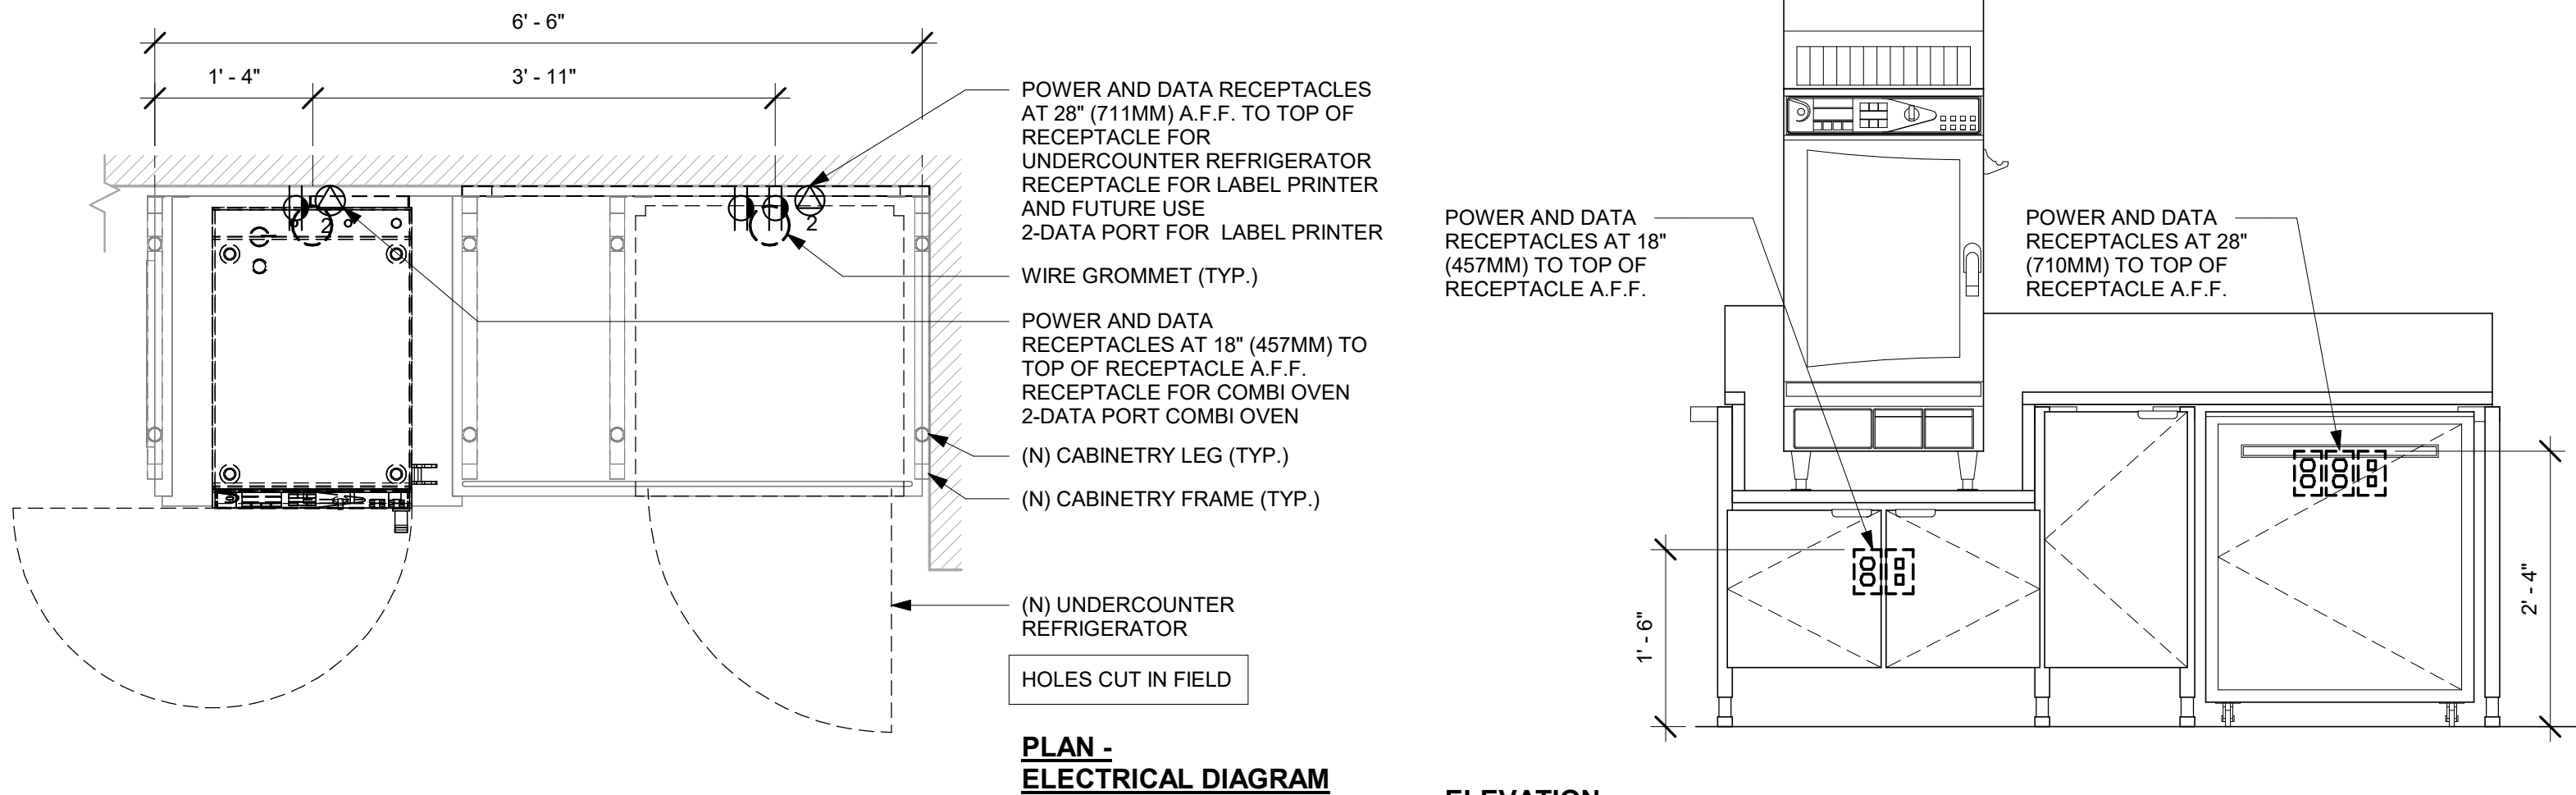 6' - 6"
1' - 4"
3' - 11"
POWER AND DATA RECEPTACLES
AT 28" (711MM) A.F.F. TO TOP OF
RECEPTACLE FOR
UNDERCOUNTER REFRIGERATOR
RECEPTACLE FOR LABEL PRINTER
AND FUTURE USE
2-DATA PORT FOR LABEL PRINTER
2
2
WIRE GROMMET (TYP.)
POWER AND DATA
RECEPTACLES AT 18" (457MM) TO
TOP OF RECEPTACLE A.F.F.
RECEPTACLE FOR COMBI OVEN
2-DATA PORT COMBI OVEN
(N) CABINETRY LEG (TYP.)
(N) CABINETRY FRAME (TYP.)
(N) UNDERCOUNTER
REFRIGERATOR
HOLES CUT IN FIELD
PLAN -
ELECTRICAL DIAGRAM
POWER AND DATA
RECEPTACLES AT 18"
(457MM) TO TOP OF
RECEPTACLE A.F.F.
POWER AND DATA
RECEPTACLES AT 28"
(710MM) TO TOP OF
RECEPTACLE A.F.F.
1' - 6"
2' - 4"
ELEVATION